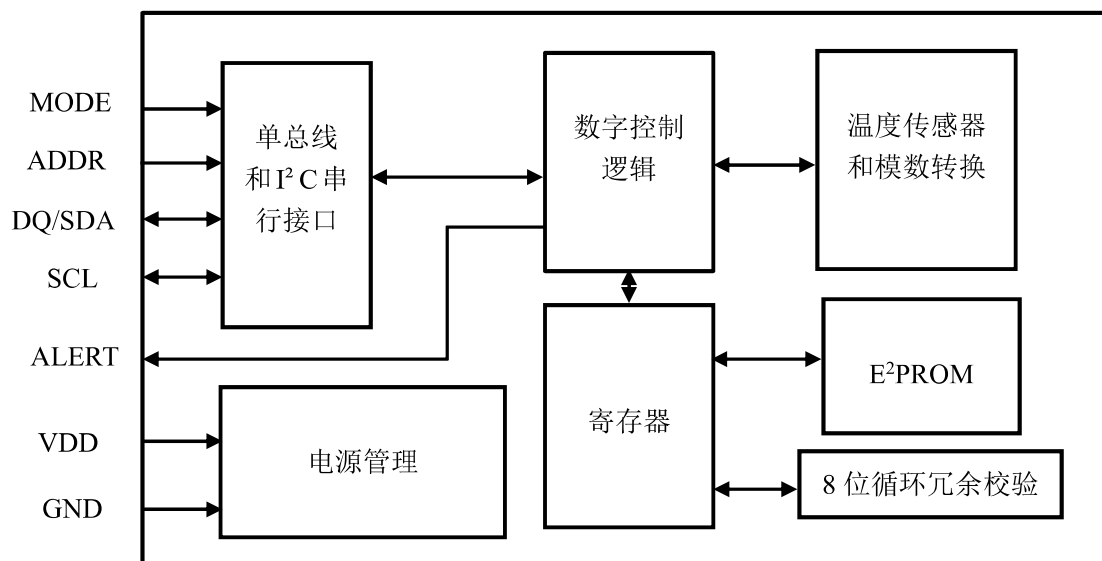 MODE
ADDR
DQ/SDA
SCL
ALERT
VDD
GND
单总线
和I²C串
行接口
电源管理
数字控制
逻辑
寄存器
温度传感器
和模数转换
E²PROM
8位循环冗余校验